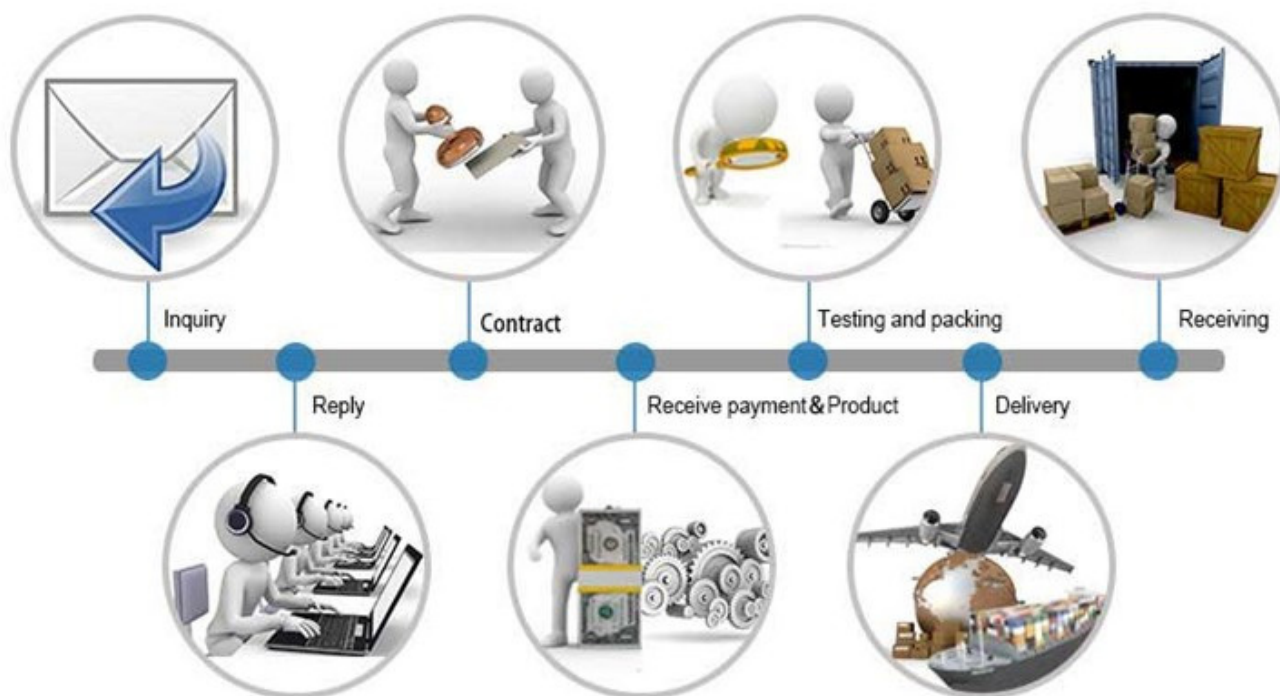 Inquiry
Contract
Testing and packing
Receiving
Reply
Receive payment&Product
Delivery